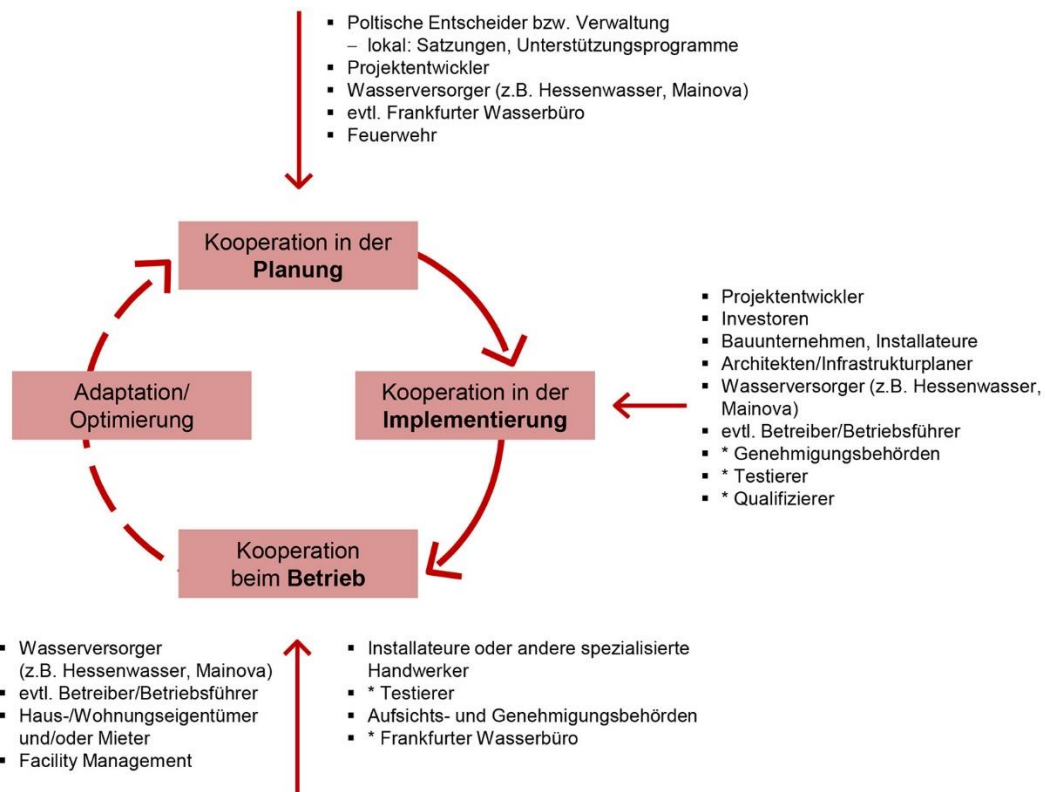 ▪ Poltische Entscheider bzw. Verwaltung
– lokal: Satzungen, Unterstützungsprogramme
▪ Projektentwickler
▪ Wasserversorger (z.B. Hessenwasser, Mainova)
▪ evtl. Frankfurter Wasserbüro
▪ Feuerwehr
Kooperation in der
Planung
▪ Projektentwickler
▪ Investoren
▪ Bauunternehmen, Installateure
▪ Architekten/Infrastrukturplaner
▪ Wasserversorger (z.B. Hessenwasser,
Mainova)
▪ evtl. Betreiber/Betriebsführer
▪ * Genehmigungsbehörden
▪ * Testierer
▪ * Qualifizierer
Adaptation/
Optimierung
Kooperation in der
Implementierung
Kooperation
beim Betrieb
▪ Wasserversorger
(z.B. Hessenwasser, Mainova)
▪ evtl. Betreiber/Betriebsführer
▪ Haus-/Wohnungseigentümer
und/oder Mieter
▪ Facility Management
▪ Installateure oder andere spezialisierte
Handwerker
▪ * Testierer
▪ Aufsichts- und Genehmigungsbehörden
▪ * Frankfurter Wasserbüro